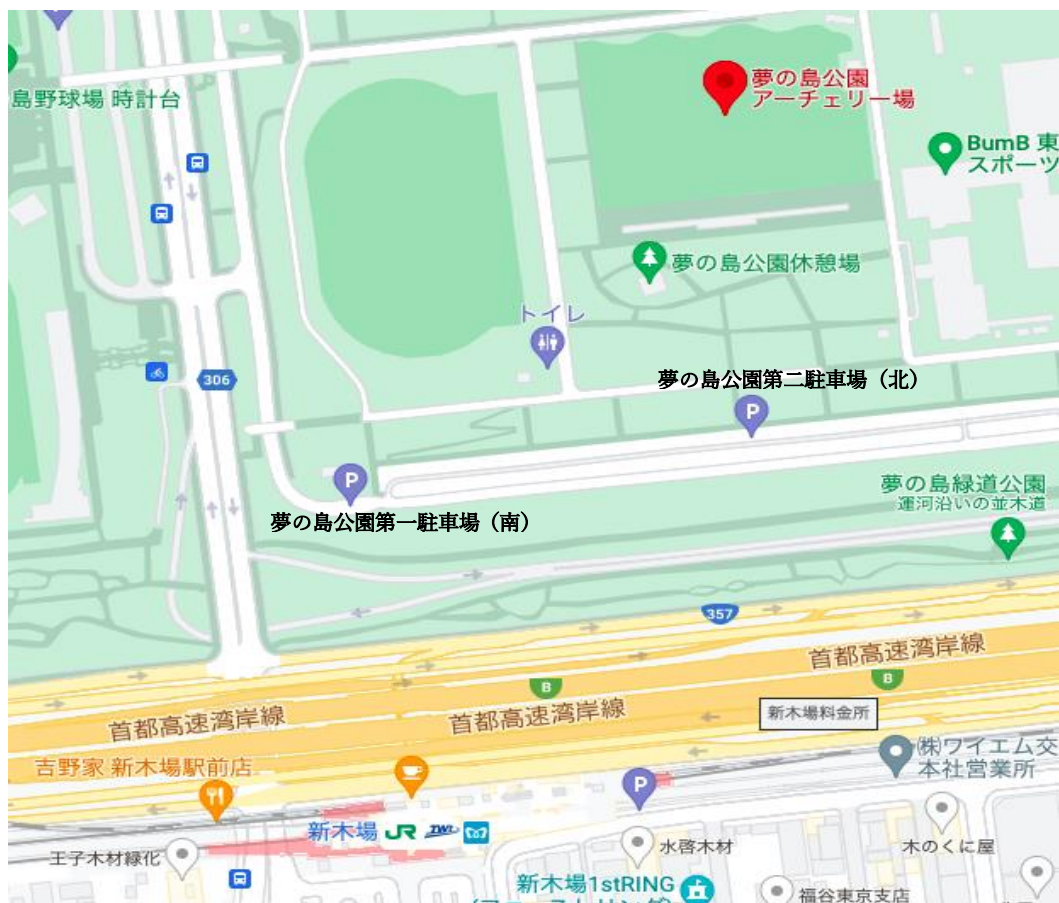 夢の島公園
アーチェリー場
島野球場 時計台
BumB 東
スポーツ
夢の島公園休憩場
トイレ
306
夢の島公園第二駐車場（北）
P
P
夢の島公園第一駐車場（南）
夢の島緑道公園
運河沿いの並木道
357
首都高速湾岸線
B
B
首都高速湾岸線
首都高速湾岸線
新木場料金所
㈱ワイエム交
本社営業所
吉野家 新木場駅前店
P
新木場 JR TWR
王子木材緑化
水啓木材
木のくに屋
新木場1stRING
福谷東京支店